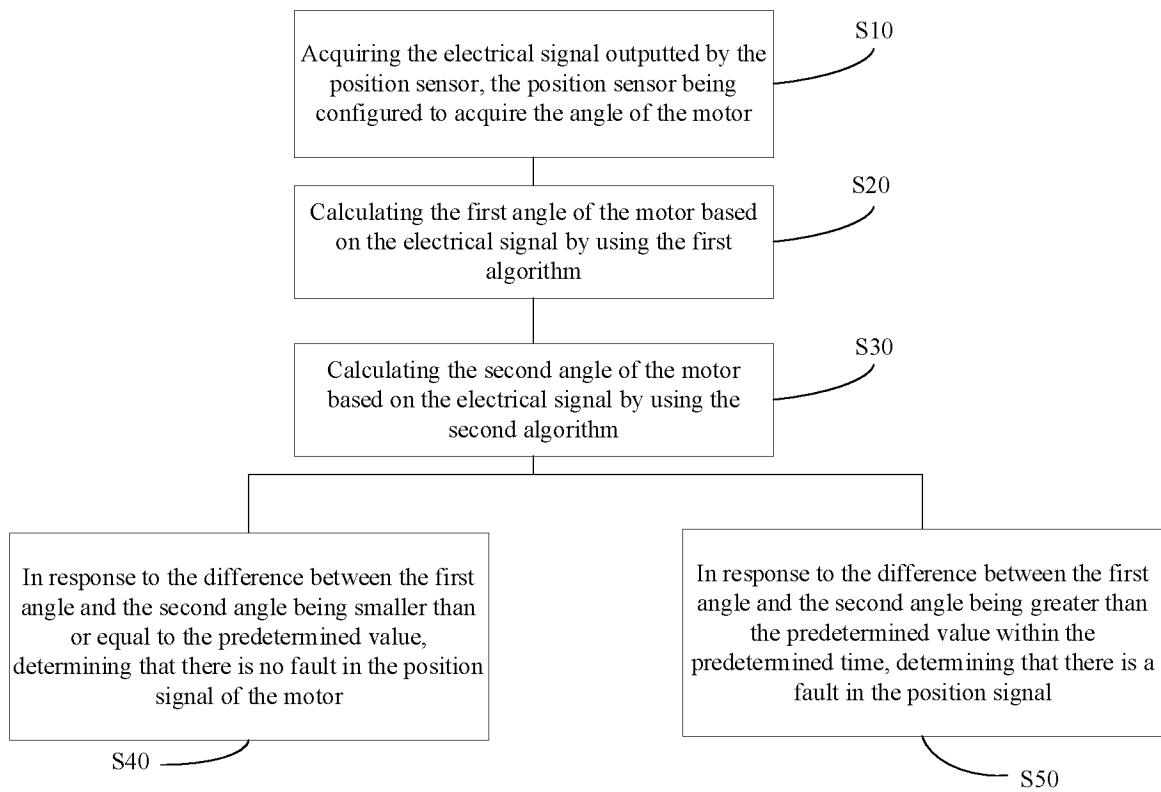 S10
Acquiring the electrical signal outputted by the
position sensor, the position sensor being
configured to acquire the angle of the motor
S20
Calculating the first angle of the motor based
on the electrical signal by using the first
algorithm
S30
Calculating the second angle of the motor
based on the electrical signal by using the
second algorithm
In response to the difference between the first
angle and the second angle being smaller than
or equal to the predetermined value,
determining that there is no fault in the position
signal of the motor
S40
In response to the difference between the first
angle and the second angle being greater than
the predetermined value within the
predetermined time, determining that there is a
fault in the position signal
S50